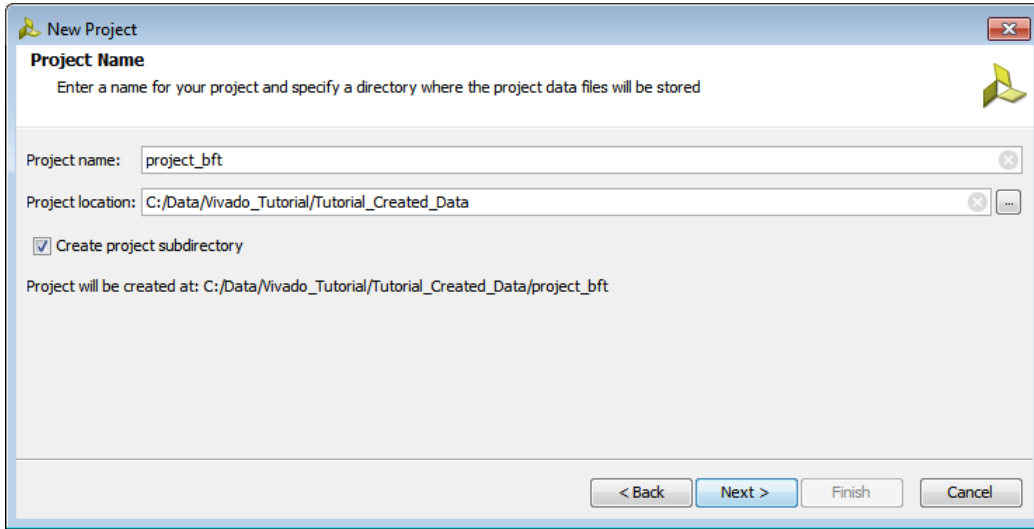 New Project
Project Name
Enter a name for your project and specify a directory where the project data files will be stored
Project name: project_bft
Project location: C:/Data/Vivado_Tutorial/Tutorial_Created_Data ...
Create project subdirectory
Project will be created at: C:/Data/Vivado_Tutorial/Tutorial_Created_Data/project_bft
< Back Next > Finish Cancel